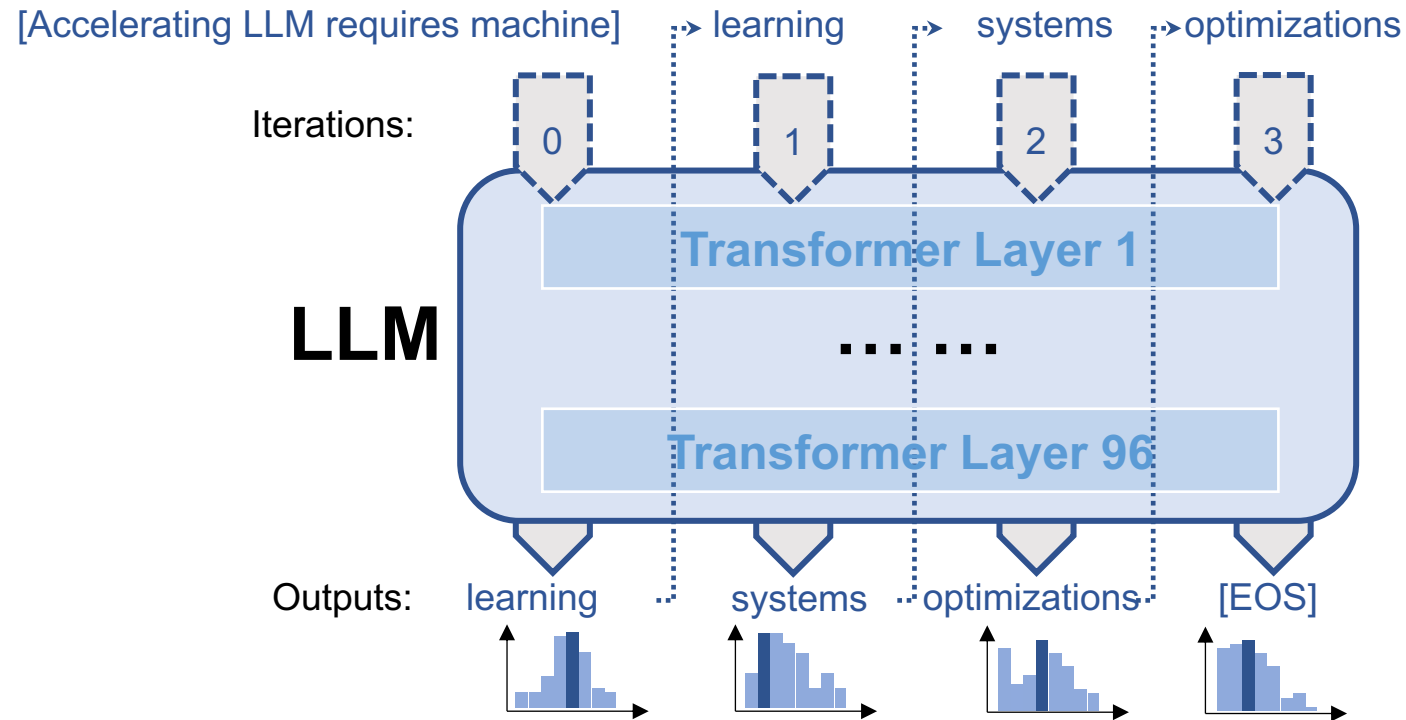 [Accelerating LLM requires machine] learning systems optimizations
Iterations:
0 1 2 3
Transformer Layer 1
LLM
... ...
Transformer Layer 96
Outputs: learning systems optimizations [EOS]